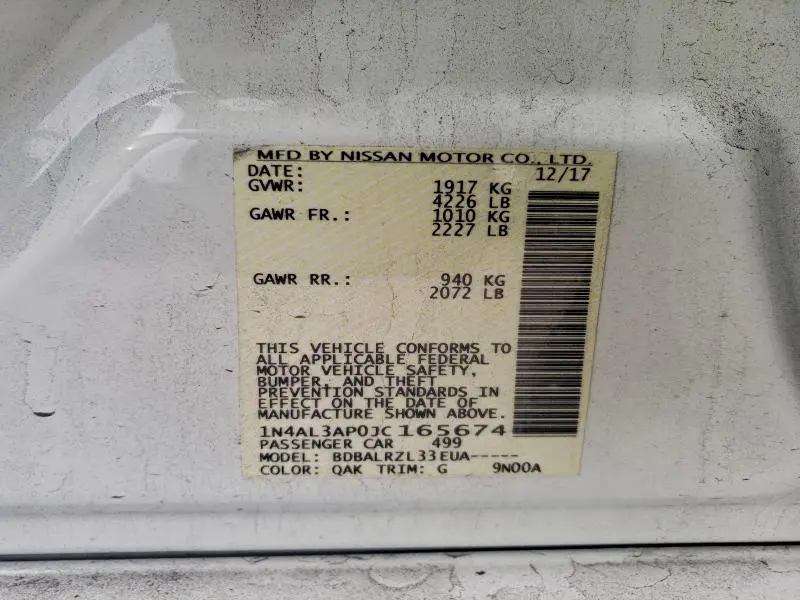 MFD BY NISSAN MOTOR CO., LTD.
DATE: 12/17
GVWR: 1917 KG
4226 LB
GAWR FR.: 1010 KG
2227 LB
GAWR RR.: 940 KG
2072 LB
THIS VEHICLE CONFORMS TO
ALL APPLICABLE FEDERAL
MOTOR VEHICLE SAFETY,
BUMPER, AND THEFT
PREVENTION STANDARDS IN
EFFECT ON THE DATE OF
MANUFACTURE SHOWN ABOVE.
1N4AL3AP0JC165674
PASSENGER CAR 499
MODEL: BDBALRZL33EUA-----
COLOR: QAK TRIM: G 9N00A